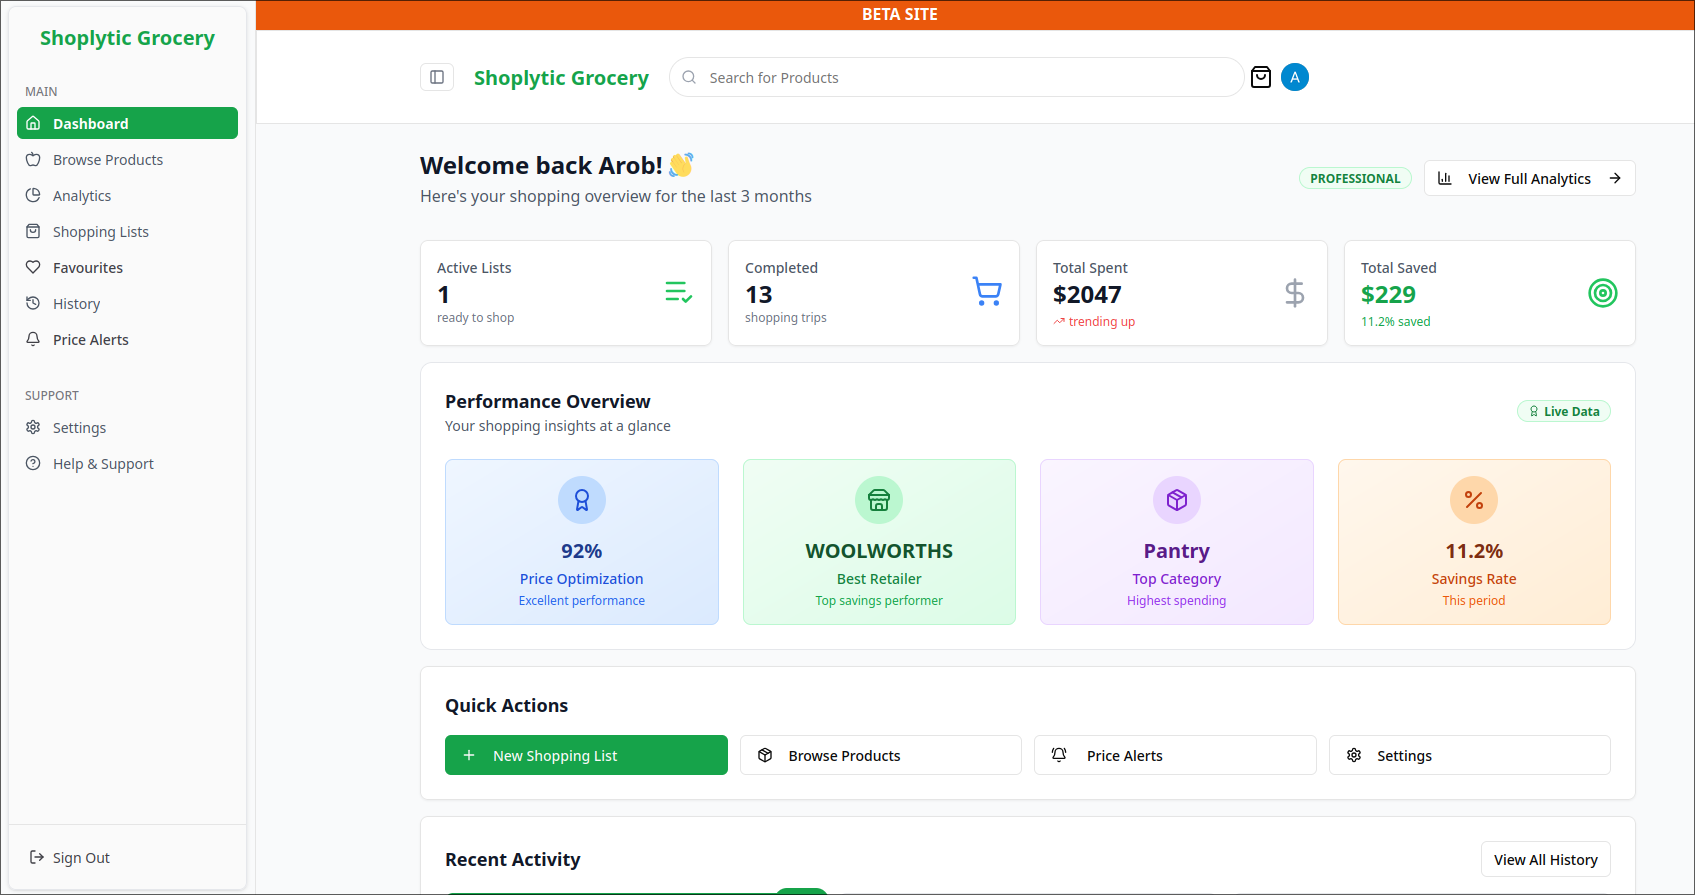 BETA SITE
Shoplytic Grocery
MAIN
Dashboard
Browse Products
Analytics
Shopping Lists
Favourites
History
Price Alerts
SUPPORT
Settings
Help & Support
Sign Out
Shoplytic Grocery
Search for Products
A
Welcome back Arob! 👋
Here's your shopping overview for the last 3 months
PROFESSIONAL
View Full Analytics
Active Lists
1
ready to shop
Completed
13
shopping trips
Total Spent
$2047
trending up
Total Saved
$229
11.2% saved
Performance Overview
Your shopping insights at a glance
Live Data
92%
Price Optimization
Excellent performance
WOOLWORTHS
Best Retailer
Top savings performer
Pantry
Top Category
Highest spending
11.2%
Savings Rate
This period
Quick Actions
New Shopping List
Browse Products
Price Alerts
Settings
Recent Activity
View All History